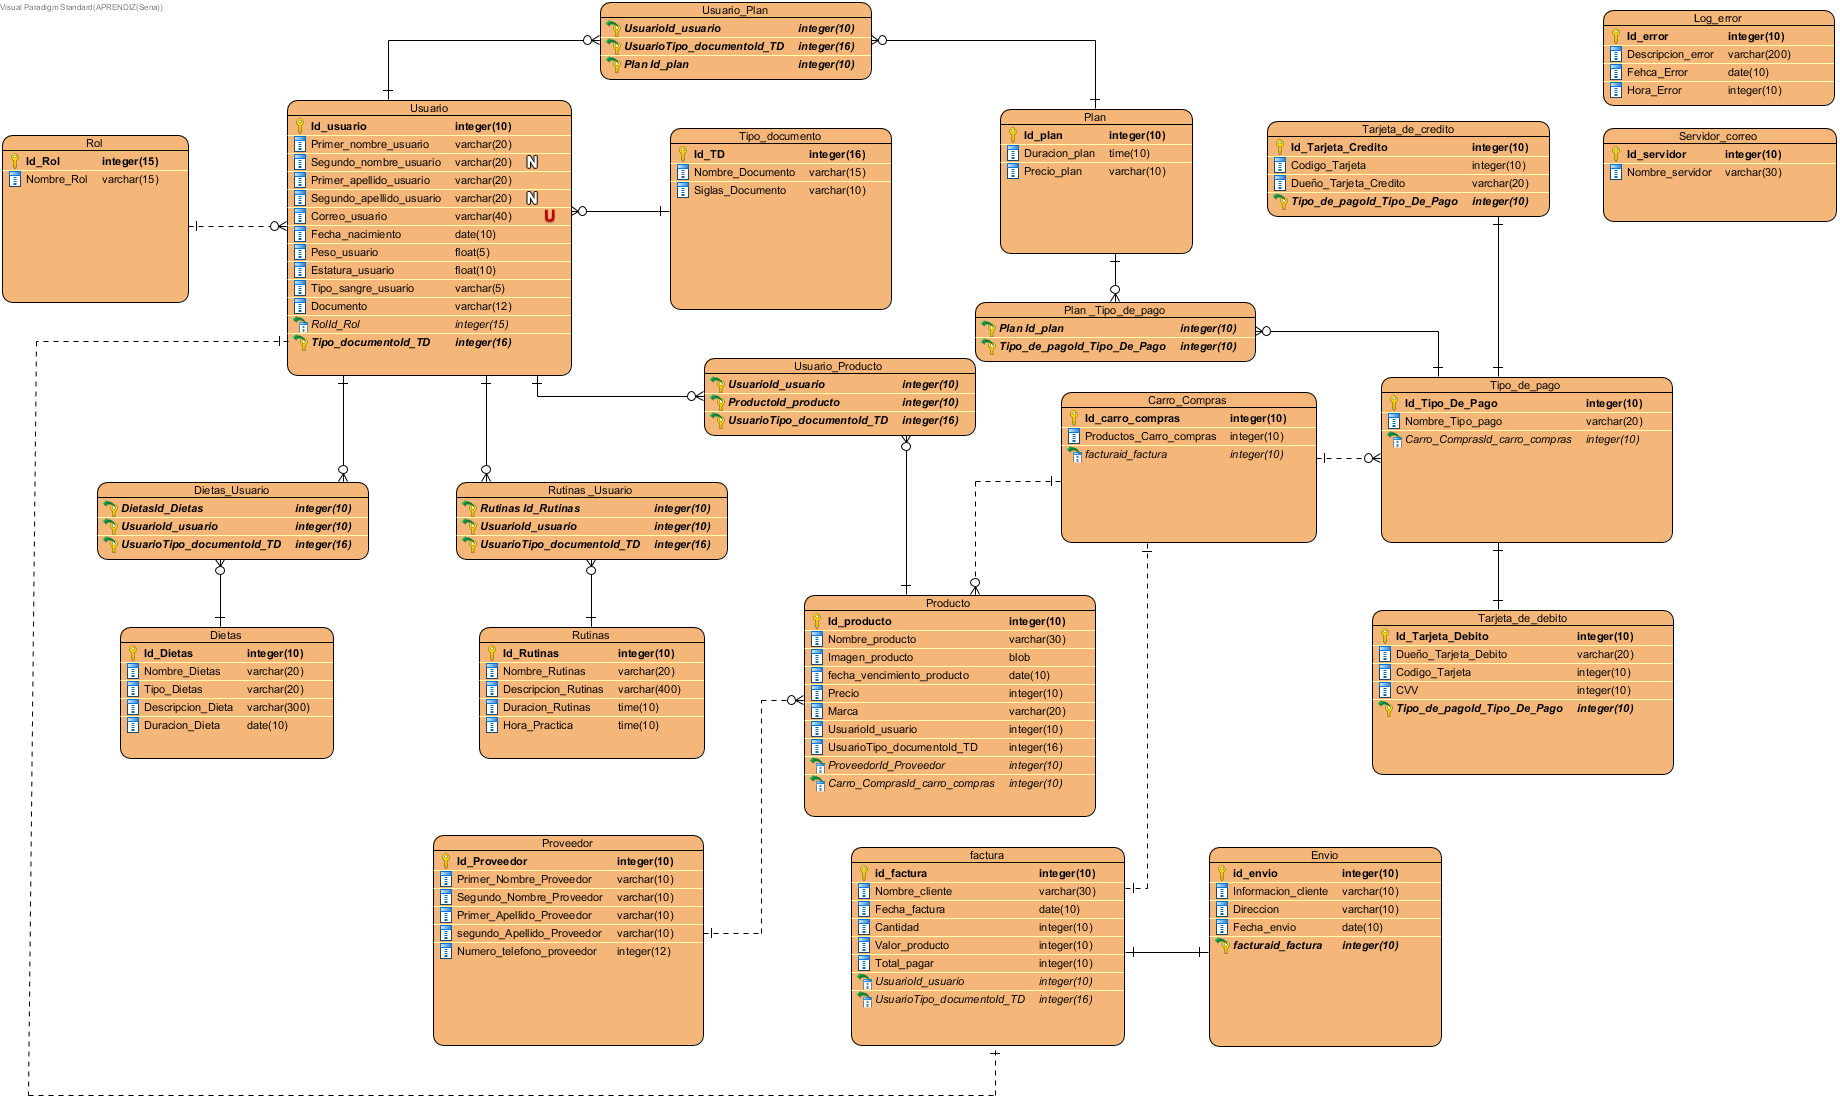 Visual Paradigm Standard(APRENDIZ(Sena))
Usuario_Plan
UsuarioId_usuario integer(10)
UsuarioTipo_documentoId_TD integer(16)
Plan Id_plan integer(10)
Log_error
Id_error integer(10)
Descripcion_error varchar(200)
Fehca_Error date(10)
Hora_Error integer(10)
Rol
Id_Rol integer(15)
Nombre_Rol varchar(15)
Usuario
Id_usuario integer(10)
Primer_nombre_usuario varchar(20)
Segundo_nombre_usuario varchar(20) N
Primer_apellido_usuario varchar(20)
Segundo_apellido_usuario varchar(20) N
Correo_usuario varchar(40) U
Fecha_nacimiento date(10)
Peso_usuario float(5)
Estatura_usuario float(10)
Tipo_sangre_usuario varchar(5)
Documento varchar(12)
RolId_Rol integer(15)
Tipo_documentoId_TD integer(16)
Tipo_documento
Id_TD integer(16)
Nombre_Documento varchar(15)
Siglas_Documento varchar(10)
Plan
Id_plan integer(10)
Duracion_plan time(10)
Precio_plan varchar(10)
Tarjeta_de_credito
Id_Tarjeta_Credito integer(10)
Codigo_Tarjeta integer(10)
Dueño_Tarjeta_Credito varchar(20)
Tipo_de_pagoId_Tipo_De_Pago integer(10)
Servidor_correo
Id_servidor integer(10)
Nombre_servidor varchar(30)
Plan _Tipo_de_pago
Plan Id_plan integer(10)
Tipo_de_pagoId_Tipo_De_Pago integer(10)
Usuario_Producto
UsuarioId_usuario integer(10)
ProductoId_producto integer(10)
UsuarioTipo_documentoId_TD integer(16)
Carro_Compras
Id_carro_compras integer(10)
Productos_Carro_compras integer(10)
facturaid_factura integer(10)
Tipo_de_pago
Id_Tipo_De_Pago integer(10)
Nombre_Tipo_pago varchar(20)
Carro_ComprasId_carro_compras integer(10)
Dietas_Usuario
DietasId_Dietas integer(10)
UsuarioId_usuario integer(10)
UsuarioTipo_documentoId_TD integer(16)
Rutinas _Usuario
Rutinas Id_Rutinas integer(10)
UsuarioId_usuario integer(10)
UsuarioTipo_documentoId_TD integer(16)
Dietas
Id_Dietas integer(10)
Nombre_Dietas varchar(20)
Tipo_Dietas varchar(20)
Descripcion_Dieta varchar(300)
Duracion_Dieta date(10)
Rutinas
Id_Rutinas integer(10)
Nombre_Rutinas varchar(20)
Descripcion_Rutinas varchar(400)
Duracion_Rutinas time(10)
Hora_Practica time(10)
Producto
Id_producto integer(10)
Nombre_producto varchar(30)
Imagen_producto blob
fecha_vencimiento_producto date(10)
Precio integer(10)
Marca varchar(20)
UsuarioId_usuario integer(10)
UsuarioTipo_documentoId_TD integer(16)
ProveedorId_Proveedor integer(10)
Carro_ComprasId_carro_compras integer(10)
Tarjeta_de_debito
Id_Tarjeta_Debito integer(10)
Dueño_Tarjeta_Debito varchar(20)
Codigo_Tarjeta integer(10)
CVV integer(10)
Tipo_de_pagoId_Tipo_De_Pago integer(10)
Proveedor
Id_Proveedor integer(10)
Primer_Nombre_Proveedor varchar(10)
Segundo_Nombre_Proveedor varchar(10)
Primer_Apellido_Proveedor varchar(10)
segundo_Apellido_Proveedor varchar(10)
Numero_telefono_proveedor integer(12)
factura
id_factura integer(10)
Nombre_cliente varchar(30)
Fecha_factura date(10)
Cantidad integer(10)
Valor_producto integer(10)
Total_pagar integer(10)
UsuarioId_usuario integer(10)
UsuarioTipo_documentoId_TD integer(16)
Envio
id_envio integer(10)
Informacion_cliente varchar(10)
Direccion varchar(10)
Fecha_envio date(10)
facturaid_factura integer(10)